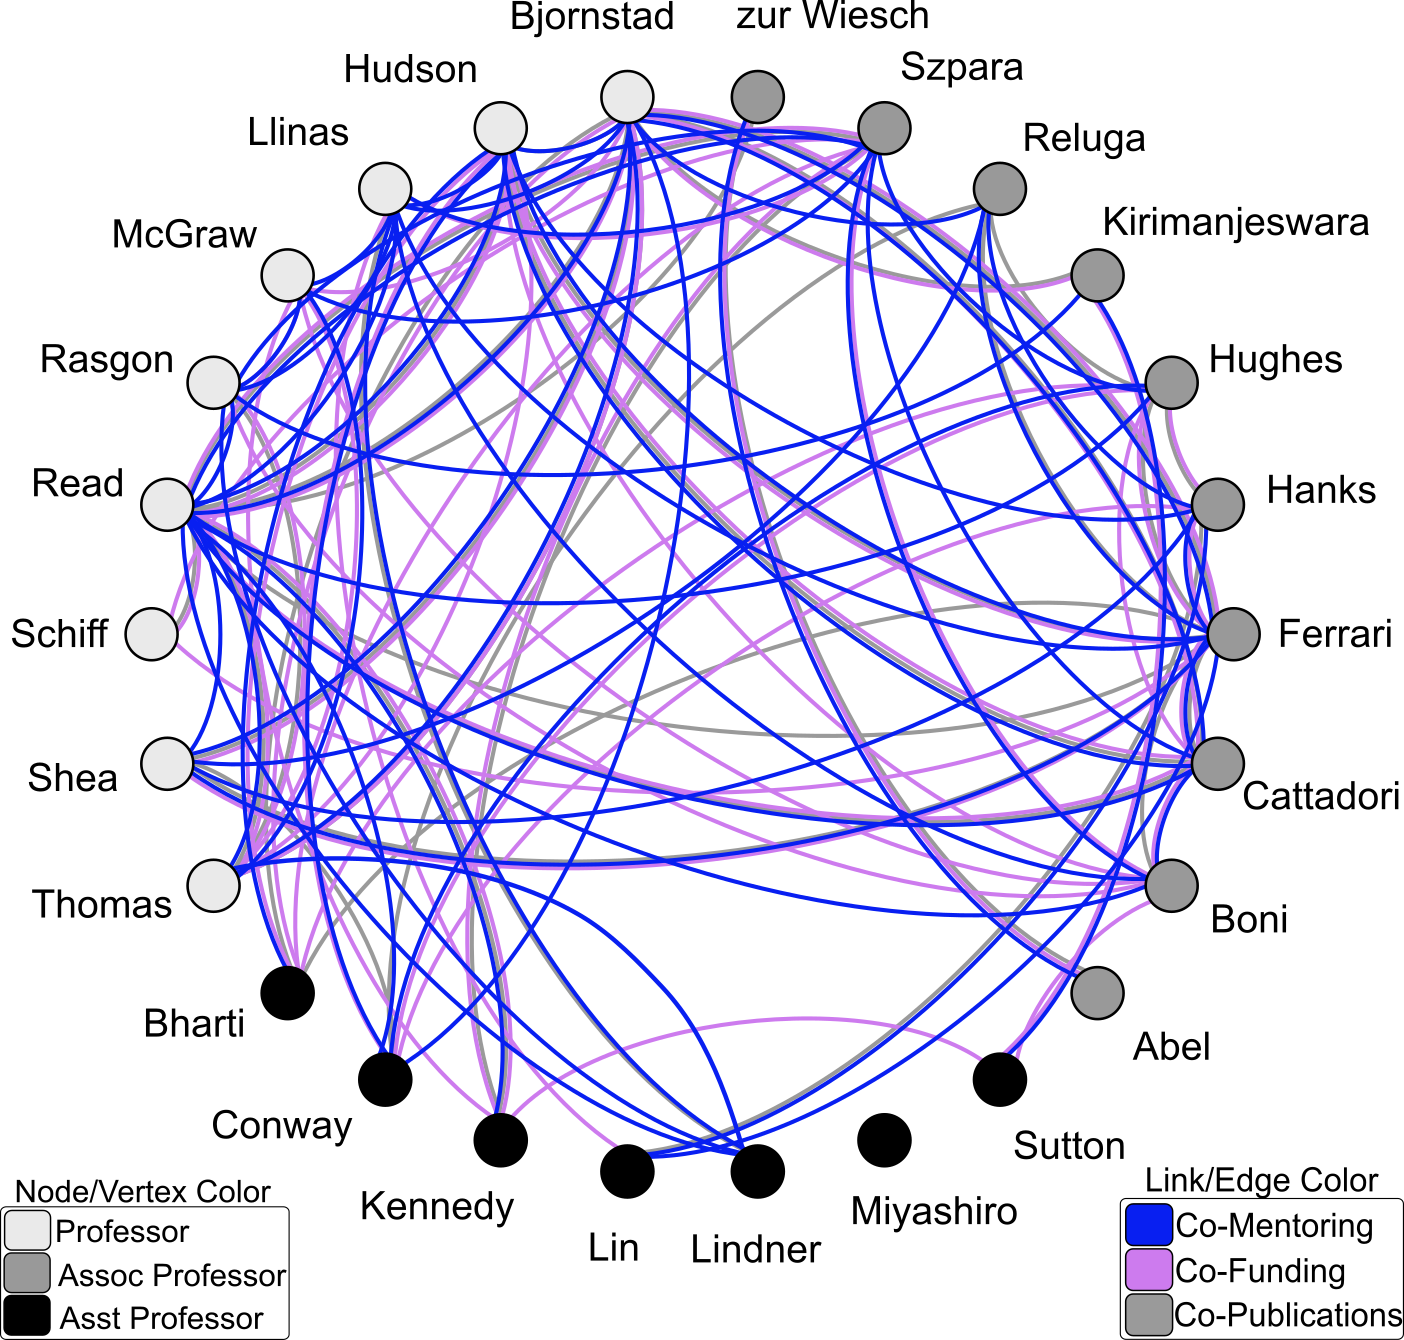 Bjornstad
zur Wiesch
Hudson
Szpara
Llinas
Reluga
McGraw
Kirimanjeswara
Rasgon
Hughes
Read
Hanks
Schiff
Ferrari
Shea
Cattadori
Thomas
Boni
Bharti
Abel
Conway
Sutton
Kennedy
Miyashiro
Lin
Lindner
Node/Vertex Color
Professor
Assoc Professor
Asst Professor
Link/Edge Color
Co-Mentoring
Co-Funding
Co-Publications